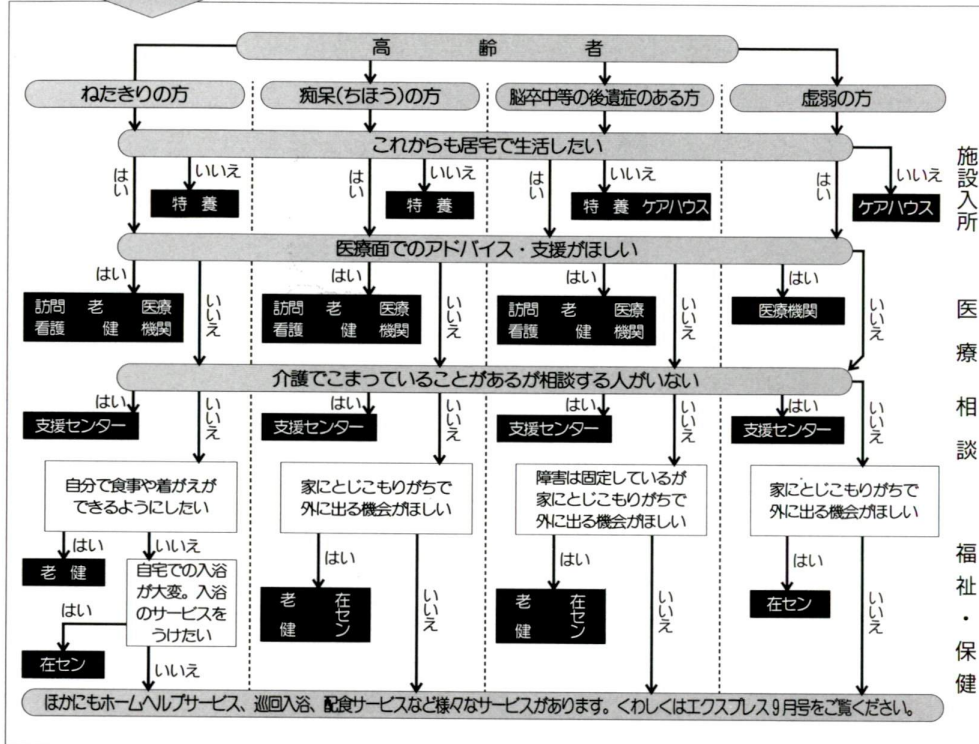 高齢者
ねたきりの方
痴呆(ちほう)の方
脳卒中等の後遺症のある方
虚弱の方
これからも居宅で生活したい
はい
いいえ
特養
はい
いいえ
特養
はい
いいえ
特養 ケアハウス
はい
いいえ
ケアハウス
施設入所
医療面でのアドバイス・支援がほしい
はい
訪問看護
老健
医療機関
いいえ
はい
訪問看護
老健
医療機関
いいえ
はい
訪問看護
老健
医療機関
いいえ
はい
医療機関
いいえ
医療相談
介護でこまっていることがあるが相談する人がいない
はい
支援センター
いいえ
はい
支援センター
いいえ
はい
支援センター
いいえ
はい
支援センター
いいえ
自分で食事や着がえが
できるようにしたい
はい
老健
いいえ
自宅での入浴
が大変。入浴
のサービスを
うけたい
はい
在セン
いいえ
家にとじこもりがちで
外に出る機会がほしい
はい
老健
在セン
いいえ
障害は固定しているが
家にとじこもりがちで
外に出る機会がほしい
はい
老健
在セン
いいえ
家にとじこもりがちで
外に出る機会がほしい
はい
在セン
いいえ
福祉・保健
ほかにもホームヘルプサービス、巡回入浴、配食サービスなど様々なサービスがあります。くわしくはエクスプレス9月号をご覧ください。